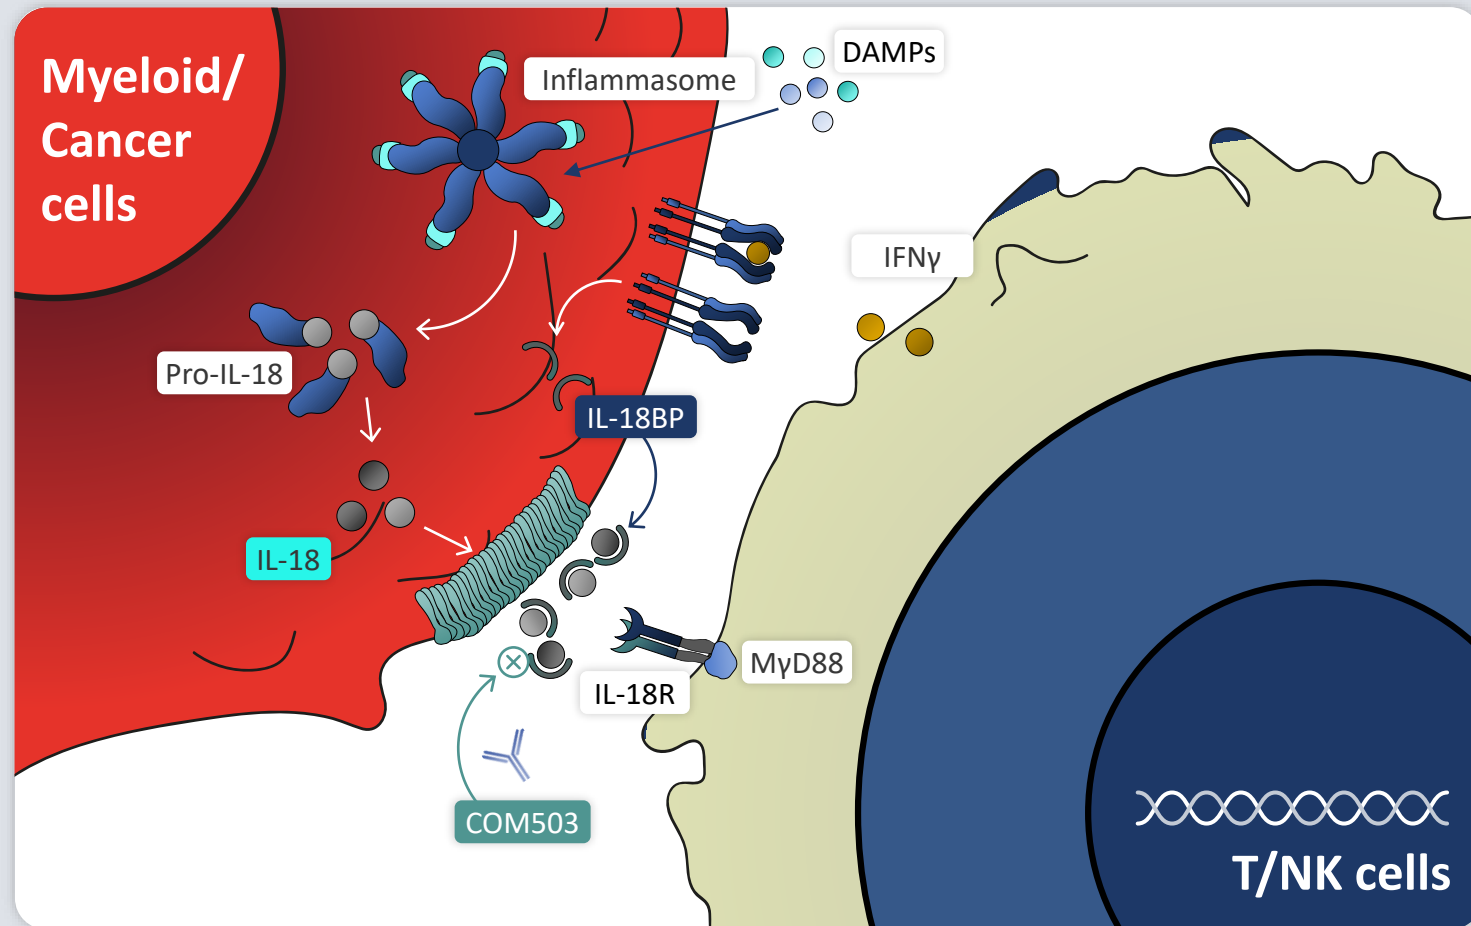 Myeloid/
Cancer
cells
Inflammasome
DAMPs
IFNγ
Pro-IL-18
IL-18BP
IL-18
MyD88
IL-18R
COM503
T/NK cells